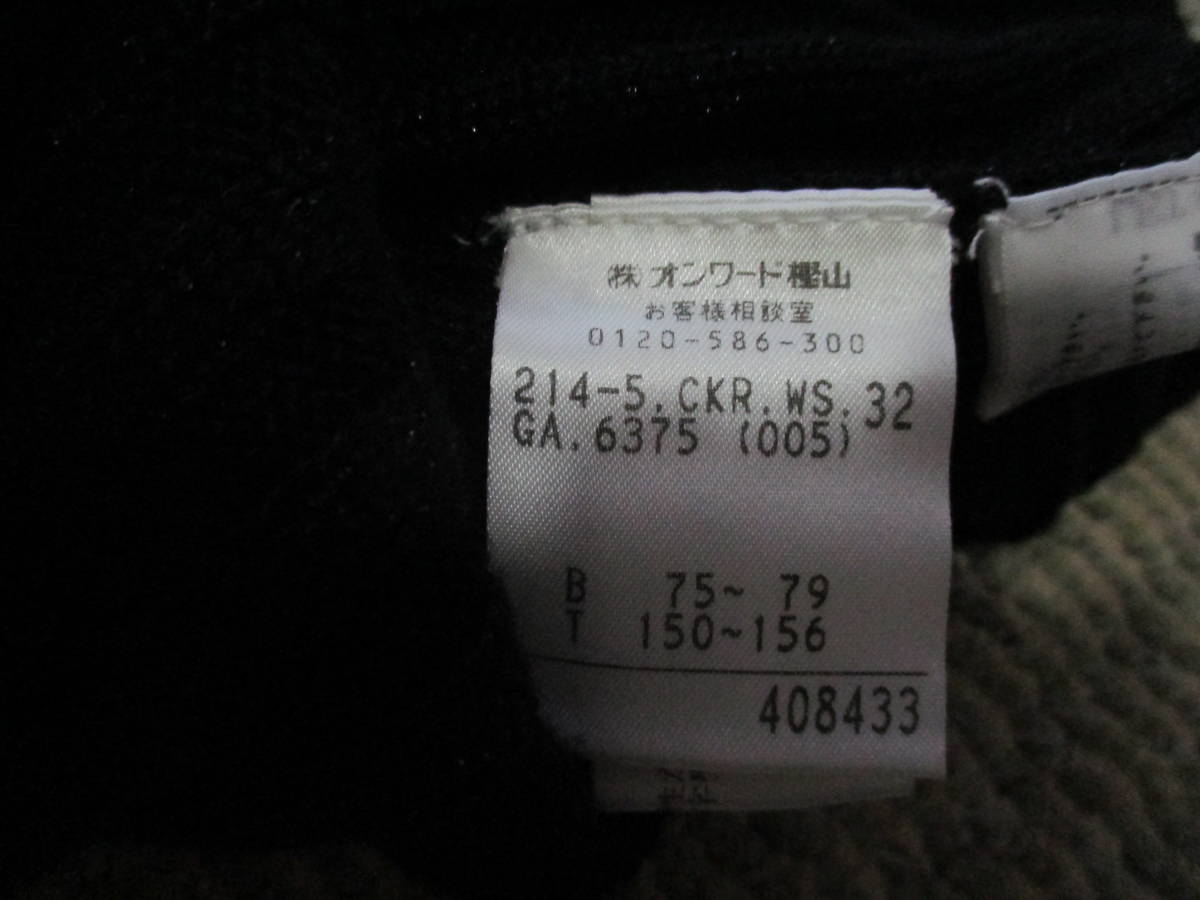 ㈱オンワード樫山
お客様相談室
0120-586-300
214-5.CKR.WS.32
GA.6375 (005)
B 75~ 79
T 150~156
408433